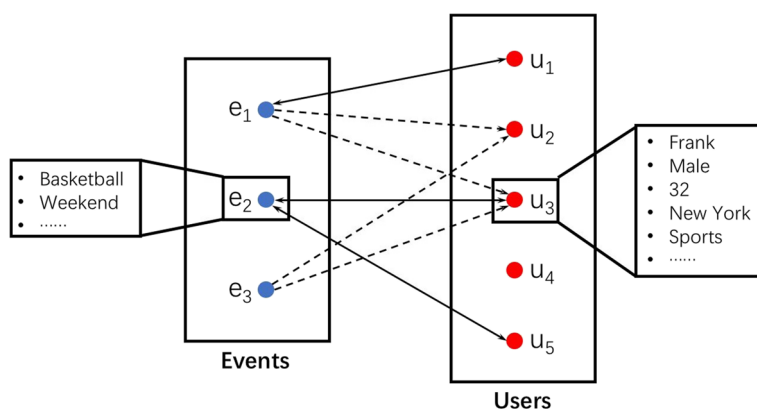 e1
e2
e3
Events
• Basketball
• Weekend
• ······
u1
u2
u3
u4
u5
Users
• Frank
• Male
• 32
• New York
• Sports
• ······